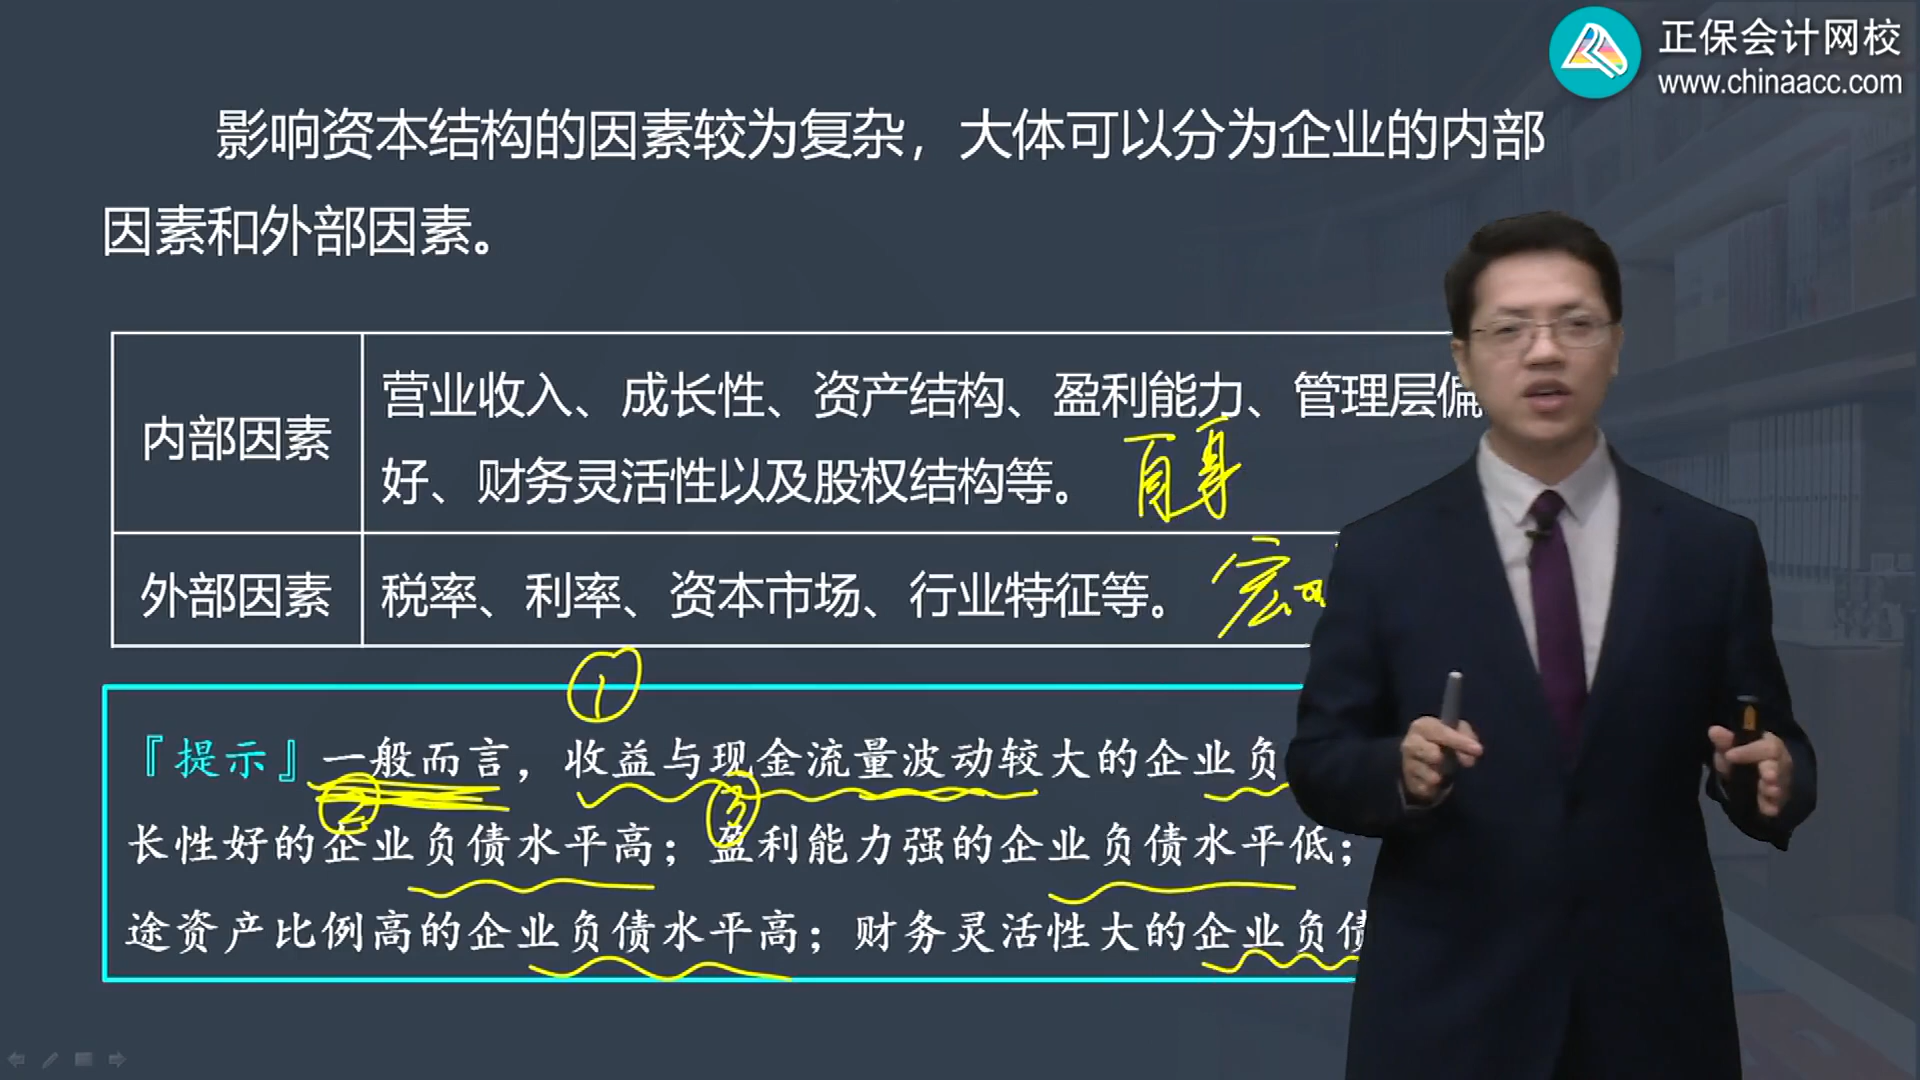 正保会计网校
www.chinaacc.com
影响资本结构的因素较为复杂，大体可以分为企业的内部
因素和外部因素。
内部因素
营业收入、成长性、资产结构、盈利能力、管理层偏
好、财务灵活性以及股权结构等。
自身
外部因素
税率、利率、资本市场、行业特征等。
宏
①
『提示』一般而言，收益与现金流量波动较大的企业负
② ③
长性好的企业负债水平高；盈利能力强的企业负债水平低；
途资产比例高的企业负债水平高；财务灵活性大的企业负债